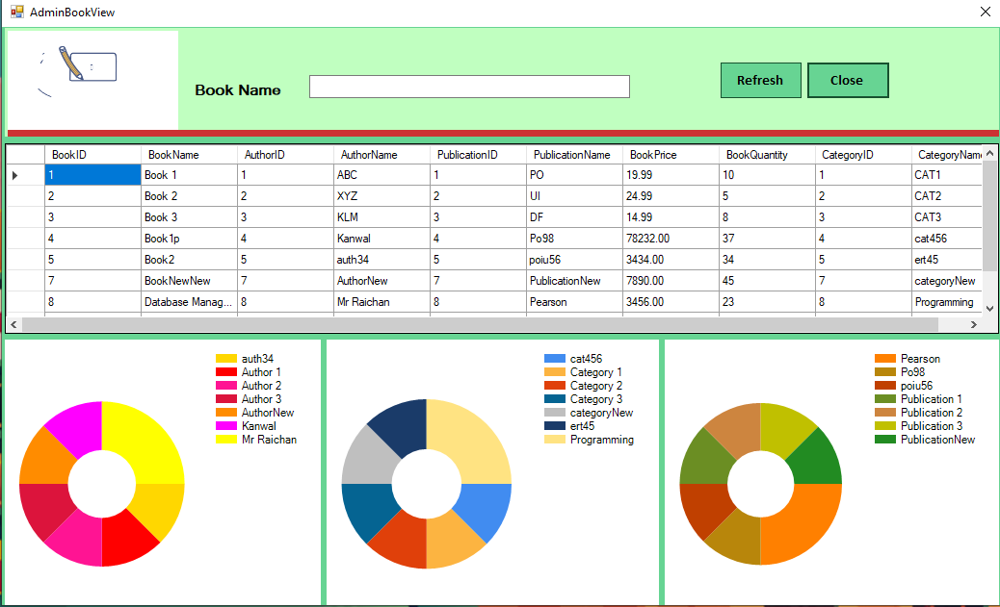 AdminBookView
Book Name
Refresh Close
BookID BookName AuthorID AuthorName PublicationID PublicationName BookPrice BookQuantity CategoryID CategoryName
1 Book 1 1 ABC 1 PO 19.99 10 1 CAT1
2 Book 2 2 XYZ 2 UI 24.99 5 2 CAT2
3 Book 3 3 KLM 3 DF 14.99 8 3 CAT3
4 Book1p 4 Kanwal 4 Po98 78232.00 37 4 cat456
5 Book2 5 auth34 5 poiu56 3434.00 34 5 ert45
7 BookNewNew 7 AuthorNew 7 PublicationNew 7890.00 45 7 categoryNew
8 Database Manag... 8 Mr Raichan 8 Pearson 3456.00 23 8 Programming
auth34
Author 1
Author 2
Author 3
AuthorNew
Kanwal
Mr Raichan
cat456
Category 1
Category 2
Category 3
categoryNew
ert45
Programming
Pearson
Po98
poiu56
Publication 1
Publication 2
Publication 3
PublicationNew